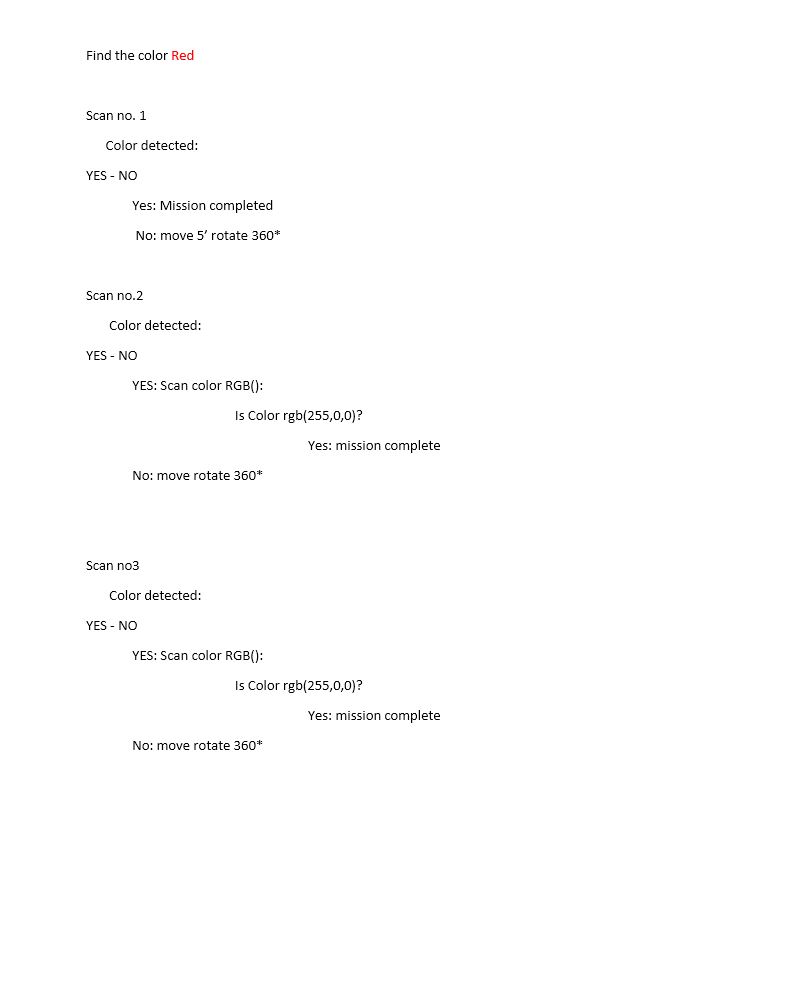 Find the color Red
Scan no. 1
Color detected:
YES - NO
Yes: Mission completed
No: move 5’ rotate 360*
Scan no.2
Color detected:
YES - NO
YES: Scan color RGB():
Is Color rgb(255,0,0)?
Yes: mission complete
No: move rotate 360*
Scan no3
Color detected:
YES - NO
YES: Scan color RGB():
Is Color rgb(255,0,0)?
Yes: mission complete
No: move rotate 360*